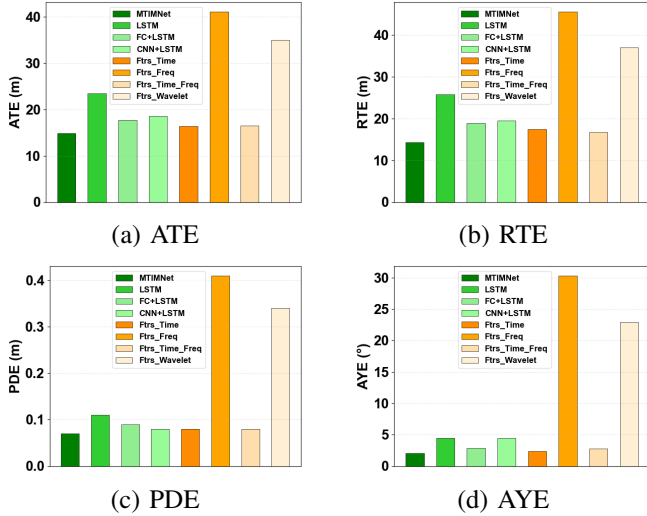 ATE (m)
40
30
20
10
0
MTIMNet
LSTM
FC+LSTM
CNN+LSTM
Ftrs_Time
Ftrs_Freq
Ftrs_Time_Freq
Ftrs_Wavelet
(a) ATE
RTE (m)
40
30
20
10
0
MTIMNet
LSTM
FC+LSTM
CNN+LSTM
Ftrs_Time
Ftrs_Freq
Ftrs_Time_Freq
Ftrs_Wavelet
(b) RTE
PDE (m)
0.4
0.3
0.2
0.1
0.0
MTIMNet
LSTM
FC+LSTM
CNN+LSTM
Ftrs_Time
Ftrs_Freq
Ftrs_Time_Freq
Ftrs_Wavelet
(c) PDE
AYE (°)
30
25
20
15
10
5
0
MTIMNet
LSTM
FC+LSTM
CNN+LSTM
Ftrs_Time
Ftrs_Freq
Ftrs_Time_Freq
Ftrs_Wavelet
(d) AYE